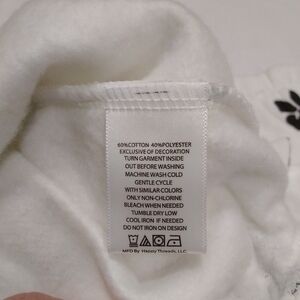 60%COTTON 40%POLYESTER
EXCLUSIVE OF DECORATION
TURN GARMENT INSIDE
OUT BEFORE WASHING
MACHINE WASH COLD
GENTLE CYCLE
WITH SIMILAR COLORS
ONLY NON-CHLORINE
BLEACH WHEN NEEDED
TUMBLE DRY LOW
COOL IRON IF NEEDED
DO NOT IRON ON DESIGN
MFD By Happy Threads, LLC